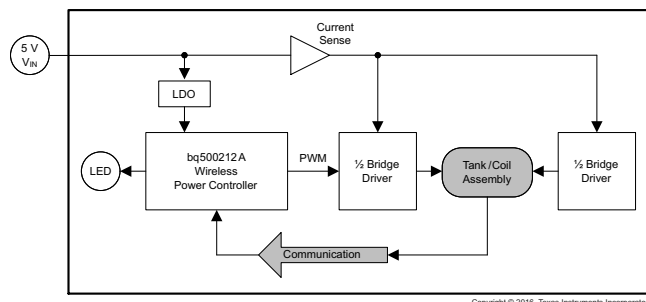 Current
Sense
5 V
VIN
LDO
bq500212A
Wireless
Power Controller
LED
PWM
½ Bridge
Driver
Tank/Coil
Assembly
½ Bridge
Driver
Communication
Copyright © 2016, Texas Instruments Incorporated